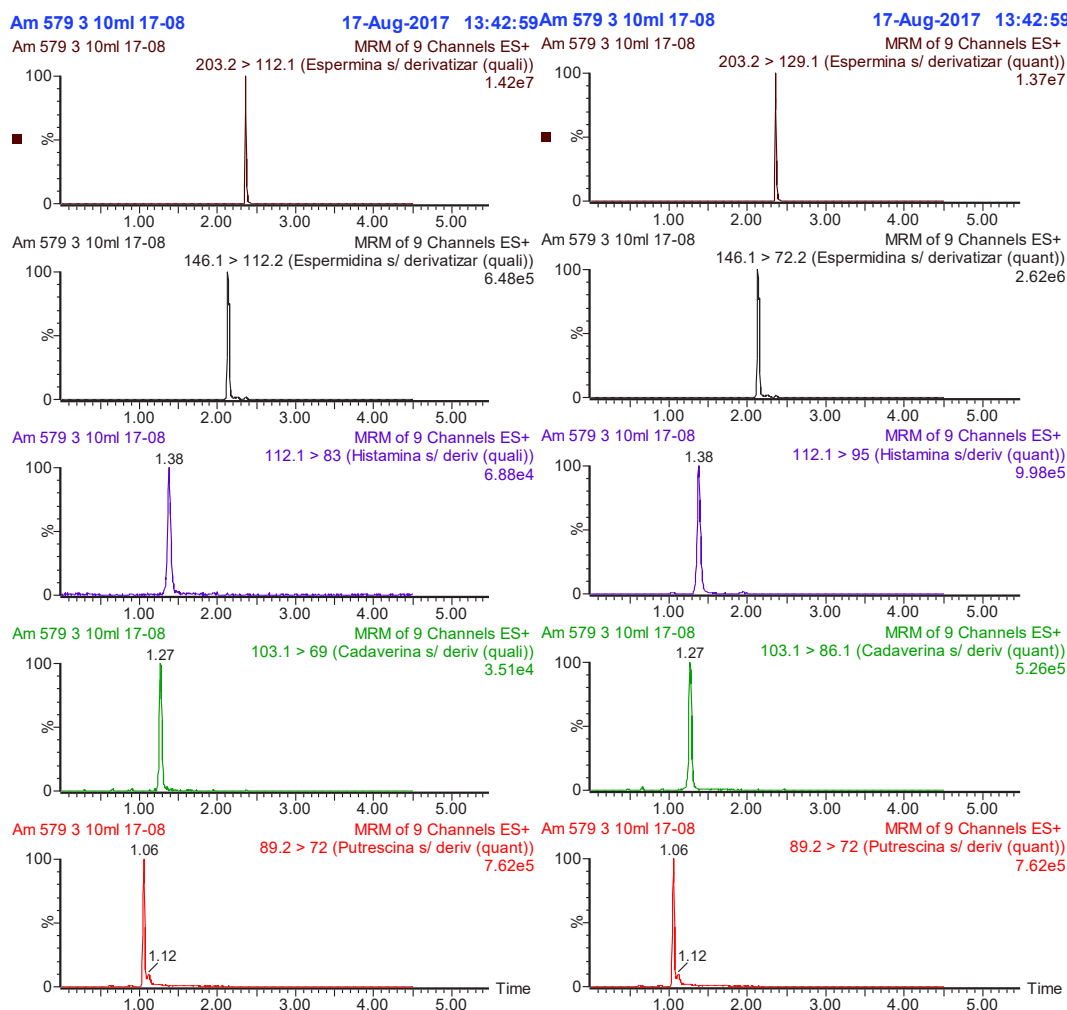 Am 579 3 10ml 17-08 17-Aug-2017 13:42:59
Am 579 3 10ml 17-08 MRM of 9 Channels ES+
203.2 > 112.1 (Espermina s/ derivatizar (quali))
1.42e7
100
%
0
1.00 2.00 3.00 4.00 5.00
Am 579 3 10ml 17-08 MRM of 9 Channels ES+
146.1 > 112.2 (Espermidina s/ derivatizar (quali))
6.48e5
100
%
0
1.00 2.00 3.00 4.00 5.00
Am 579 3 10ml 17-08 MRM of 9 Channels ES+
112.1 > 83 (Histamina s/ deriv (quali))
6.88e4
1.38
100
%
0
1.00 2.00 3.00 4.00 5.00
Am 579 3 10ml 17-08 MRM of 9 Channels ES+
103.1 > 69 (Cadaverina s/ deriv (quali))
3.51e4
1.27
100
%
0
1.00 2.00 3.00 4.00 5.00
Am 579 3 10ml 17-08 MRM of 9 Channels ES+
89.2 > 72 (Putrescina s/ deriv (quant))
7.62e5
1.06
100
%
1.12
0
Time
1.00 2.00 3.00 4.00 5.00
Am 579 3 10ml 17-08 17-Aug-2017 13:42:59
Am 579 3 10ml 17-08 MRM of 9 Channels ES+
203.2 > 129.1 (Espermina s/ derivatizar (quant))
1.37e7
100
%
0
1.00 2.00 3.00 4.00 5.00
Am 579 3 10ml 17-08 MRM of 9 Channels ES+
146.1 > 72.2 (Espermidina s/ derivatizar (quant))
2.62e6
100
%
0
1.00 2.00 3.00 4.00 5.00
Am 579 3 10ml 17-08 MRM of 9 Channels ES+
112.1 > 95 (Histamina s/deriv (quant))
9.98e5
1.38
100
%
0
1.00 2.00 3.00 4.00 5.00
Am 579 3 10ml 17-08 MRM of 9 Channels ES+
103.1 > 86.1 (Cadaverina s/ deriv (quant))
5.26e5
1.27
100
%
0
1.00 2.00 3.00 4.00 5.00
Am 579 3 10ml 17-08 MRM of 9 Channels ES+
89.2 > 72 (Putrescina s/ deriv (quant))
7.62e5
1.06
100
%
1.12
0
Time
1.00 2.00 3.00 4.00 5.00